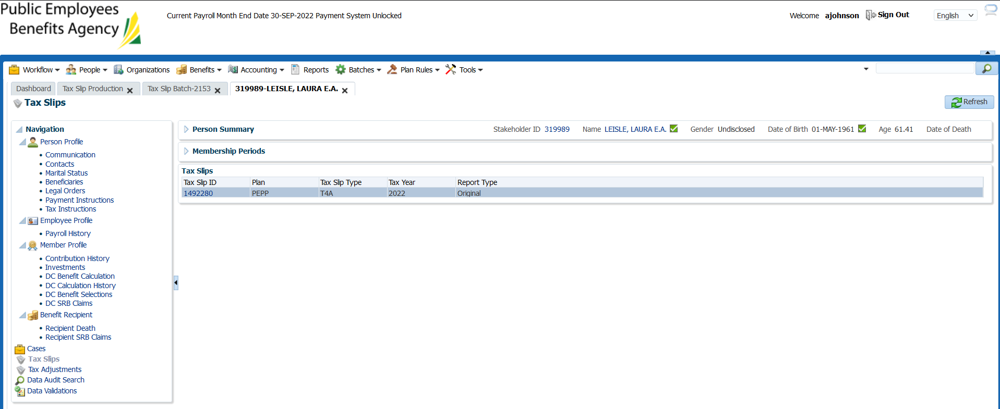 Public Employees
Benefits Agency
Current Payroll Month End Date 30-SEP-2022 Payment System Unlocked
Welcome ajohnson Sign Out English
Workflow People Organizations Benefits Accounting Reports Batches Plan Rules Tools
Dashboard Tax Slip Production Tax Slip Batch-2153 319989-LEISLE, LAURA E.A.
Tax Slips
Refresh
Navigation
Person Profile
Communication
Contacts
Marital Status
Beneficiaries
Legal Orders
Payment Instructions
Tax Instructions
Employee Profile
Payroll History
Member Profile
Contribution History
Investments
DC Benefit Calculation
DC Calculation History
DC Benefit Selections
DC SRB Claims
Benefit Recipient
Recipient Death
Recipient SRB Claims
Cases
Tax Slips
Tax Adjustments
Data Audit Search
Data Validations
Person Summary Stakeholder ID 319989 Name LEISLE, LAURA E.A. Gender Undisclosed Date of Birth 01-MAY-1961 Age 61.41 Date of Death
Membership Periods
Tax Slips
Tax Slip ID Plan Tax Slip Type Tax Year Report Type
1492280 PEPP T4A 2022 Original